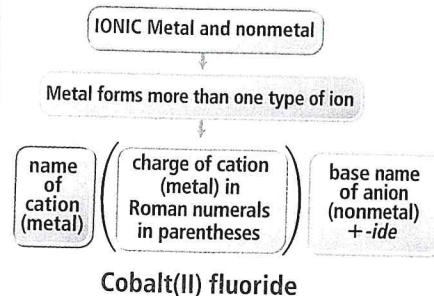 IONIC Metal and nonmetal
Metal forms more than one type of ion
name
of
cation
(metal)
(
charge of cation
(metal) in
Roman numerals
in parentheses
)
base name
of anion
(nonmetal)
+ -ide
Cobalt(II) fluoride